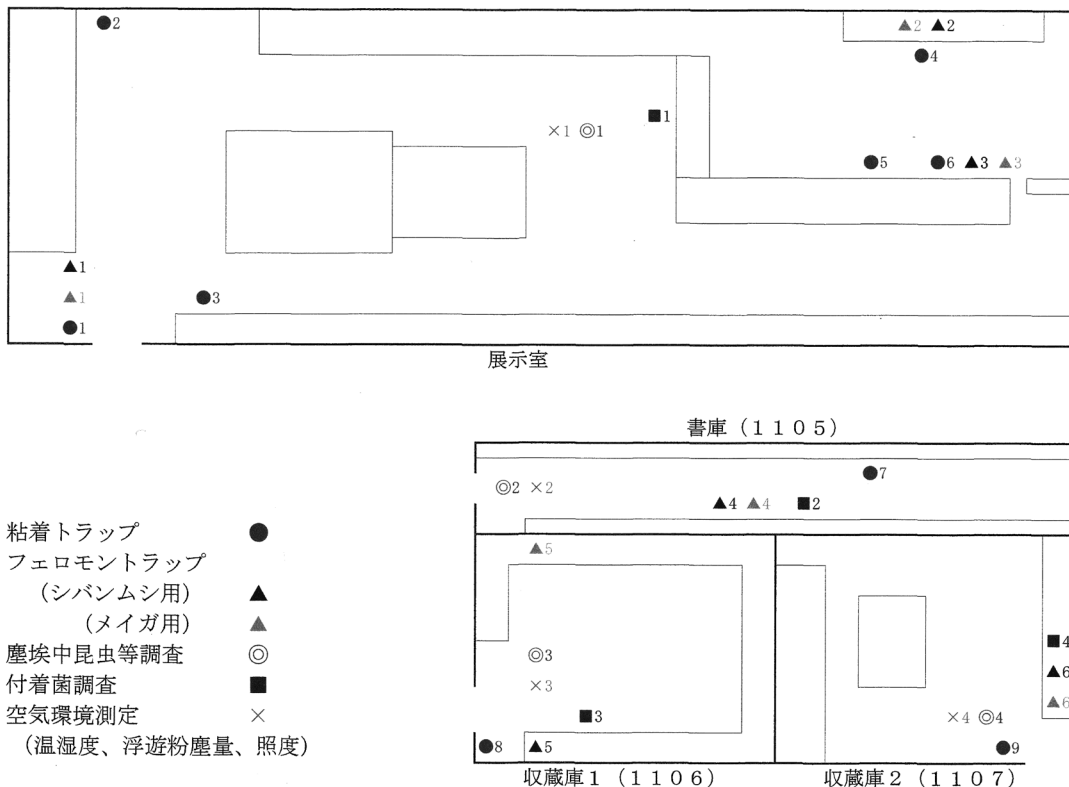 ●2
▲2 ▲2
●4
■1
×1 ◎1
●5 ●6 ▲3 ▲3
▲1
▲1
●3
●1
展示室
書庫(1105)
●7
◎2 ×2
▲4 ▲4 ■2
粘着トラップ ●
フェロモントラップ
(シバンムシ用) ▲
(メイガ用) ▲
塵埃中昆虫等調査 ◎
付着菌調査 ■
空気環境測定 ×
(温湿度、浮遊粉塵量、照度)
▲5
◎3
×3
■3
●8 ▲5
■4
▲6
▲6
×4 ◎4
●9
収蔵庫1(1106)
収蔵庫2(1107)